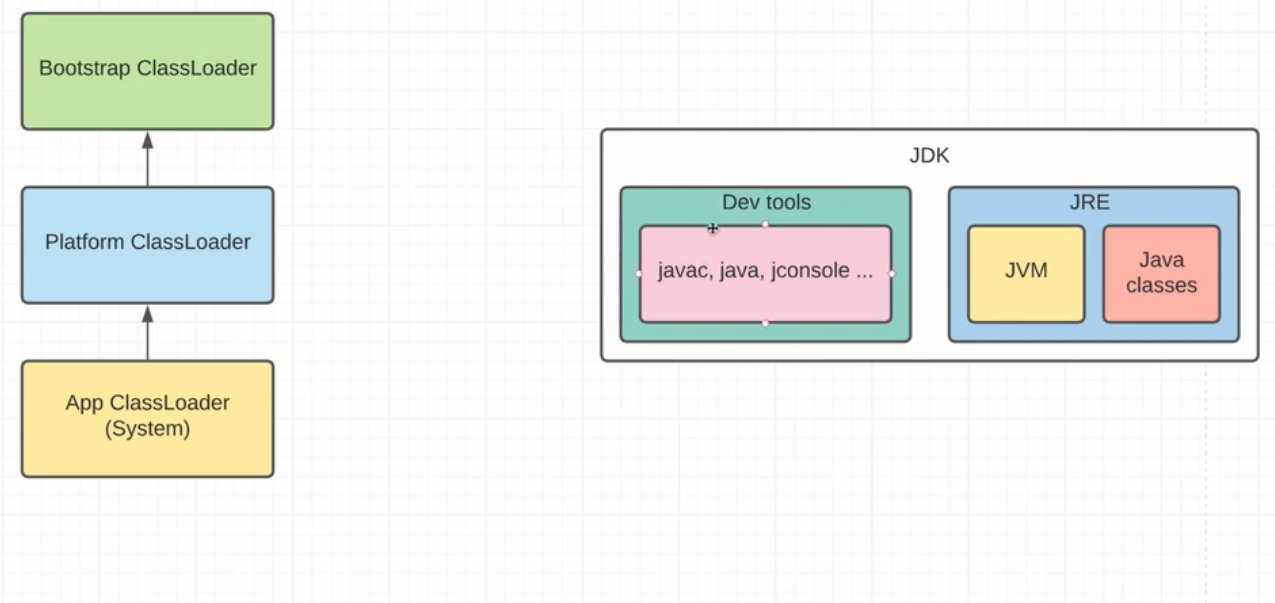 Bootstrap ClassLoader
Platform ClassLoader
App ClassLoader
(System)
JDK
Dev tools
javac, java, jconsole ...
JRE
JVM
Java
classes